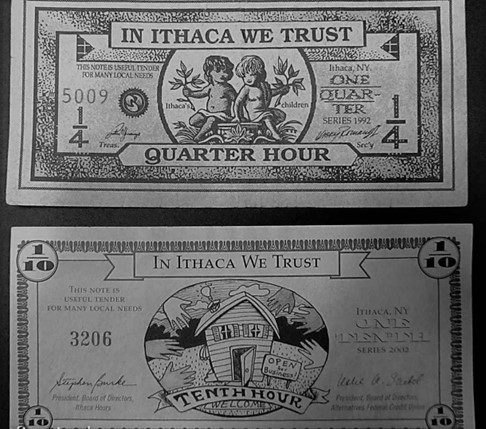 IN ITHACA WE TRUST
THIS NOTE IS USEFUL TENDER
FOR MANY LOCAL NEEDS
5009
1/4
Treas.
Ithaca's children
Ithaca, N.Y.
ONE
QUAR-
TER
SERIES 1992
1/4
Sec'y
QUARTER HOUR
1/10
1/10
IN ITHACA WE TRUST
THIS NOTE IS
USEFUL TENDER
FOR MANY LOCAL NEEDS
3206
ITHACA, NY
ONE
SERIES 2002
OPEN
for
Business!
WELCOME
TENTH HOUR
President, Board of Directors,
Ithaca Hours
President, Board of Directors,
Alternatives Federal Credit Union
1/10
1/10